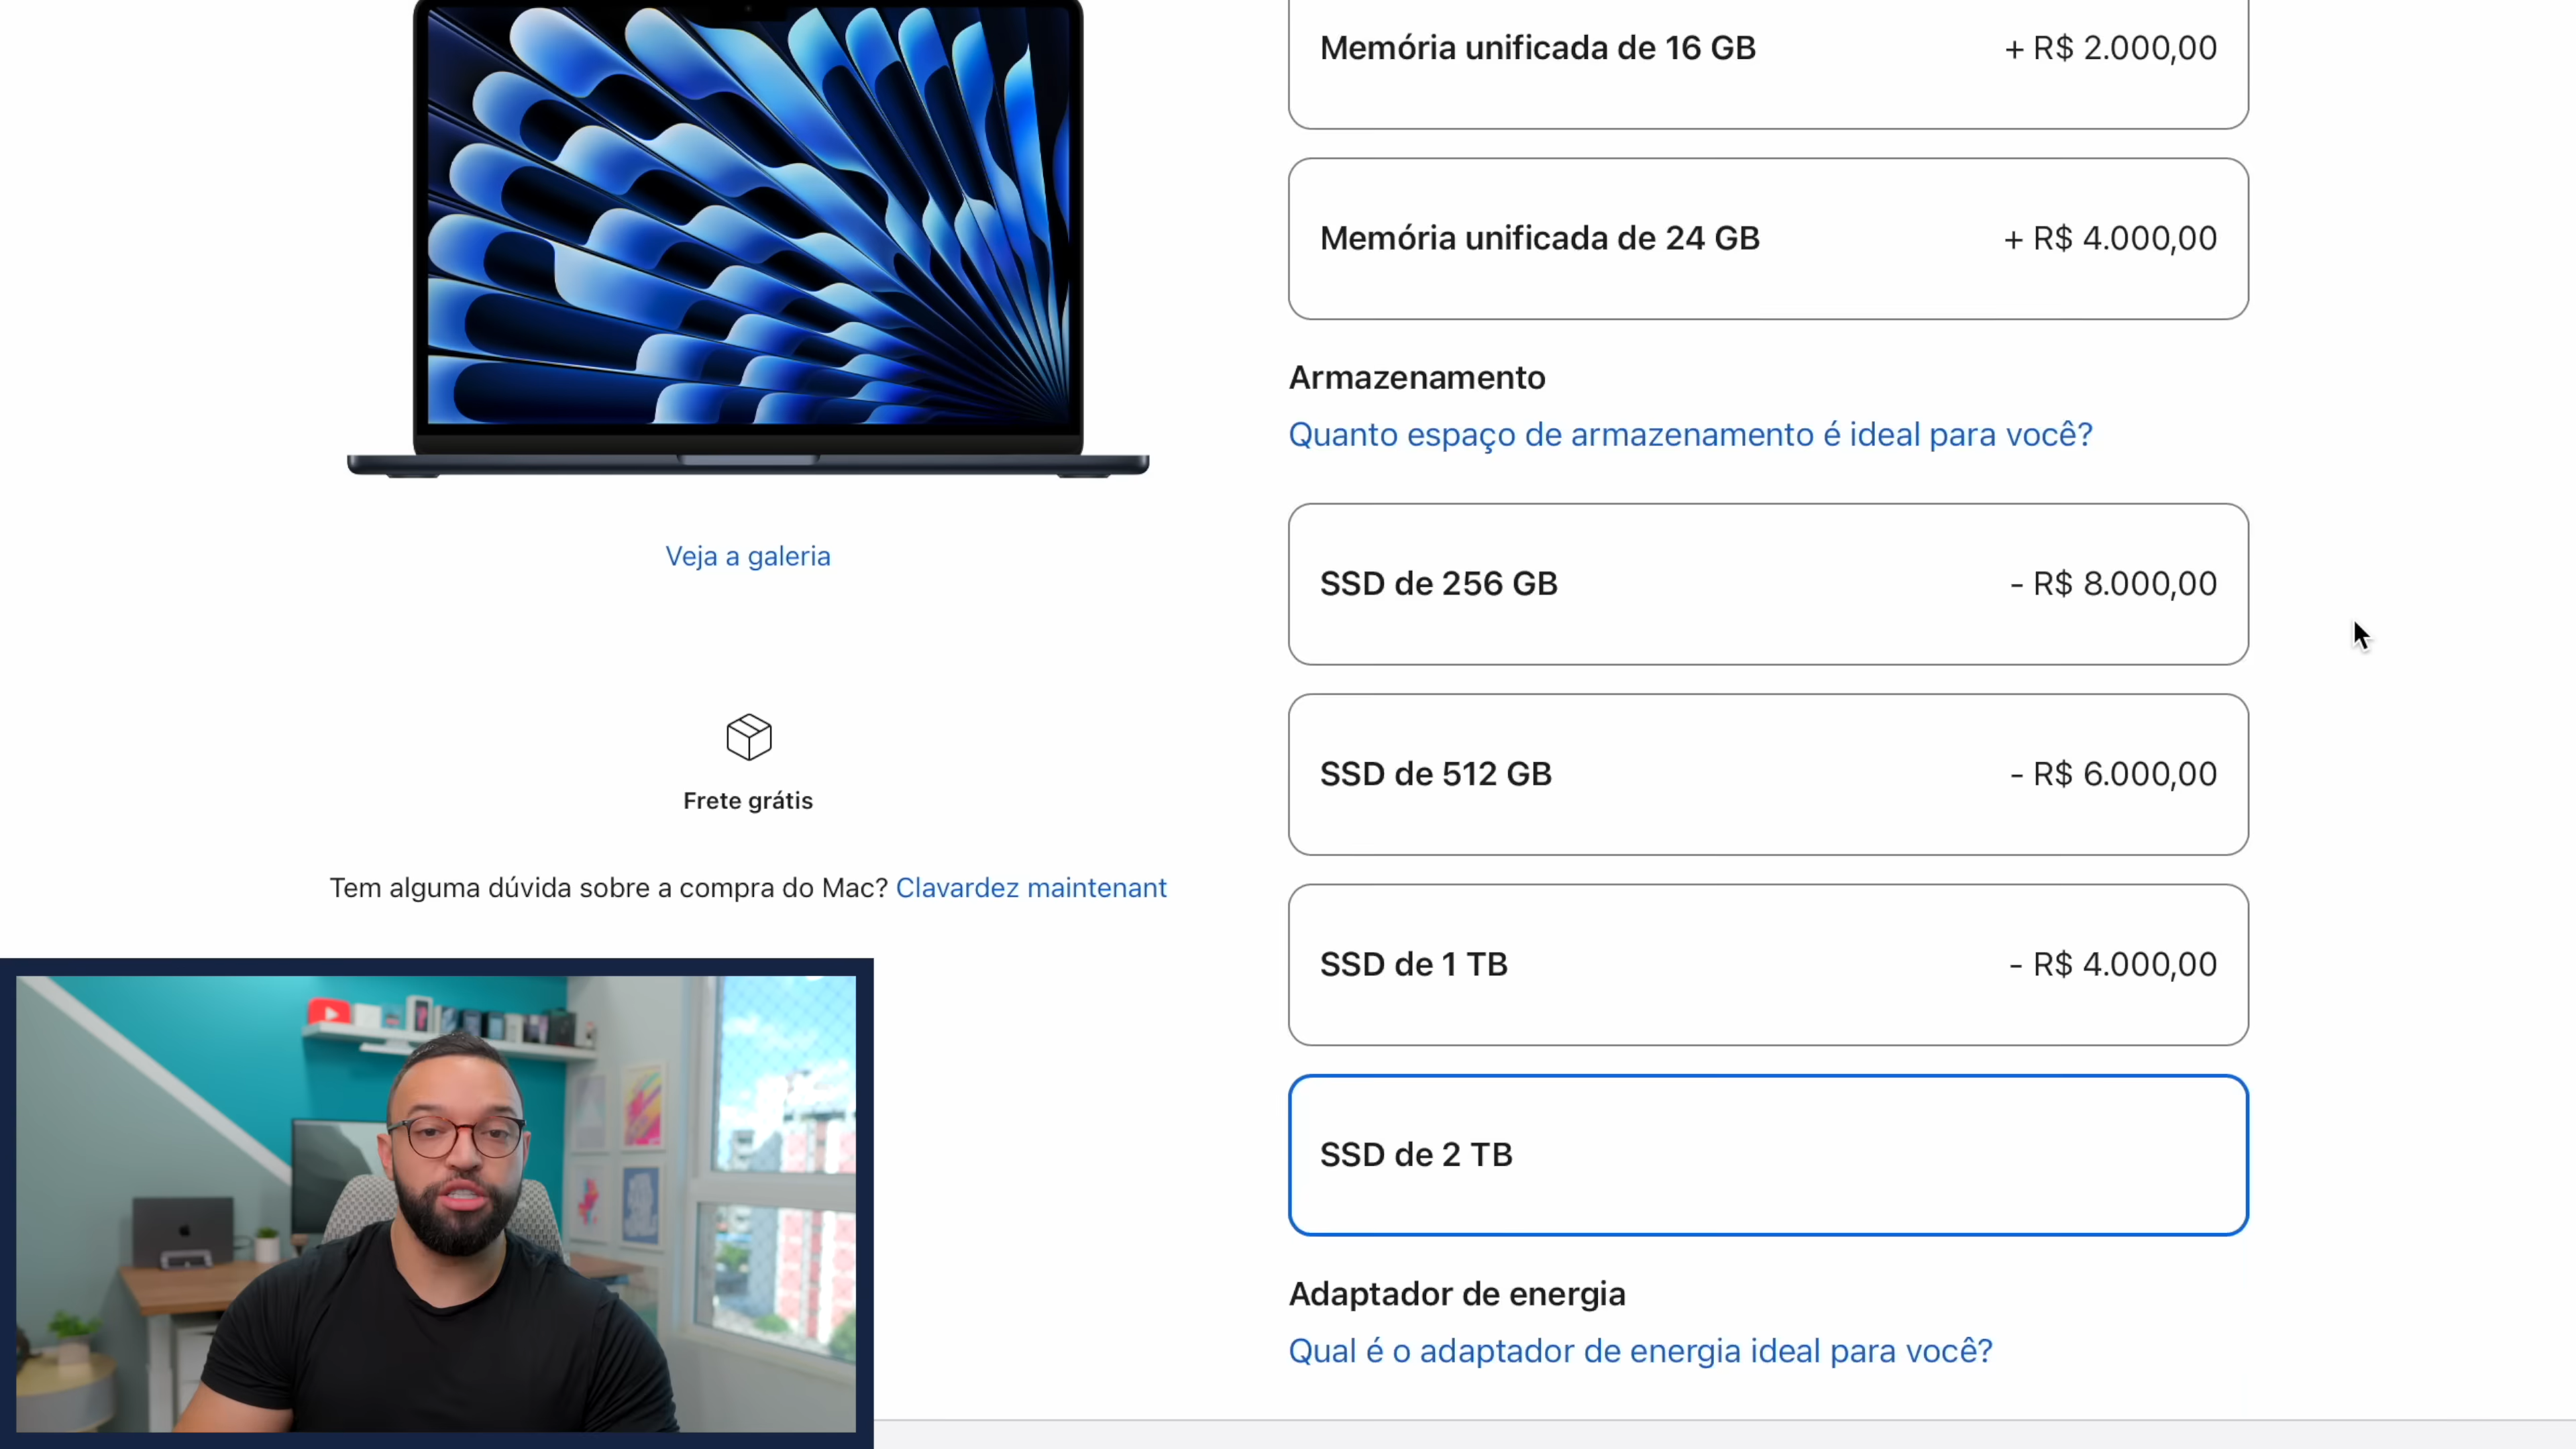 Memória unificada de 16 GB + R$ 2.000,00
Memória unificada de 24 GB + R$ 4.000,00
Armazenamento
Quanto espaço de armazenamento é ideal para você?
SSD de 256 GB - R$ 8.000,00
SSD de 512 GB - R$ 6.000,00
SSD de 1 TB - R$ 4.000,00
SSD de 2 TB
Adaptador de energia
Qual é o adaptador de energia ideal para você?
Veja a galeria
Frete grátis
Tem alguma dúvida sobre a compra do Mac? Clavardez maintenant